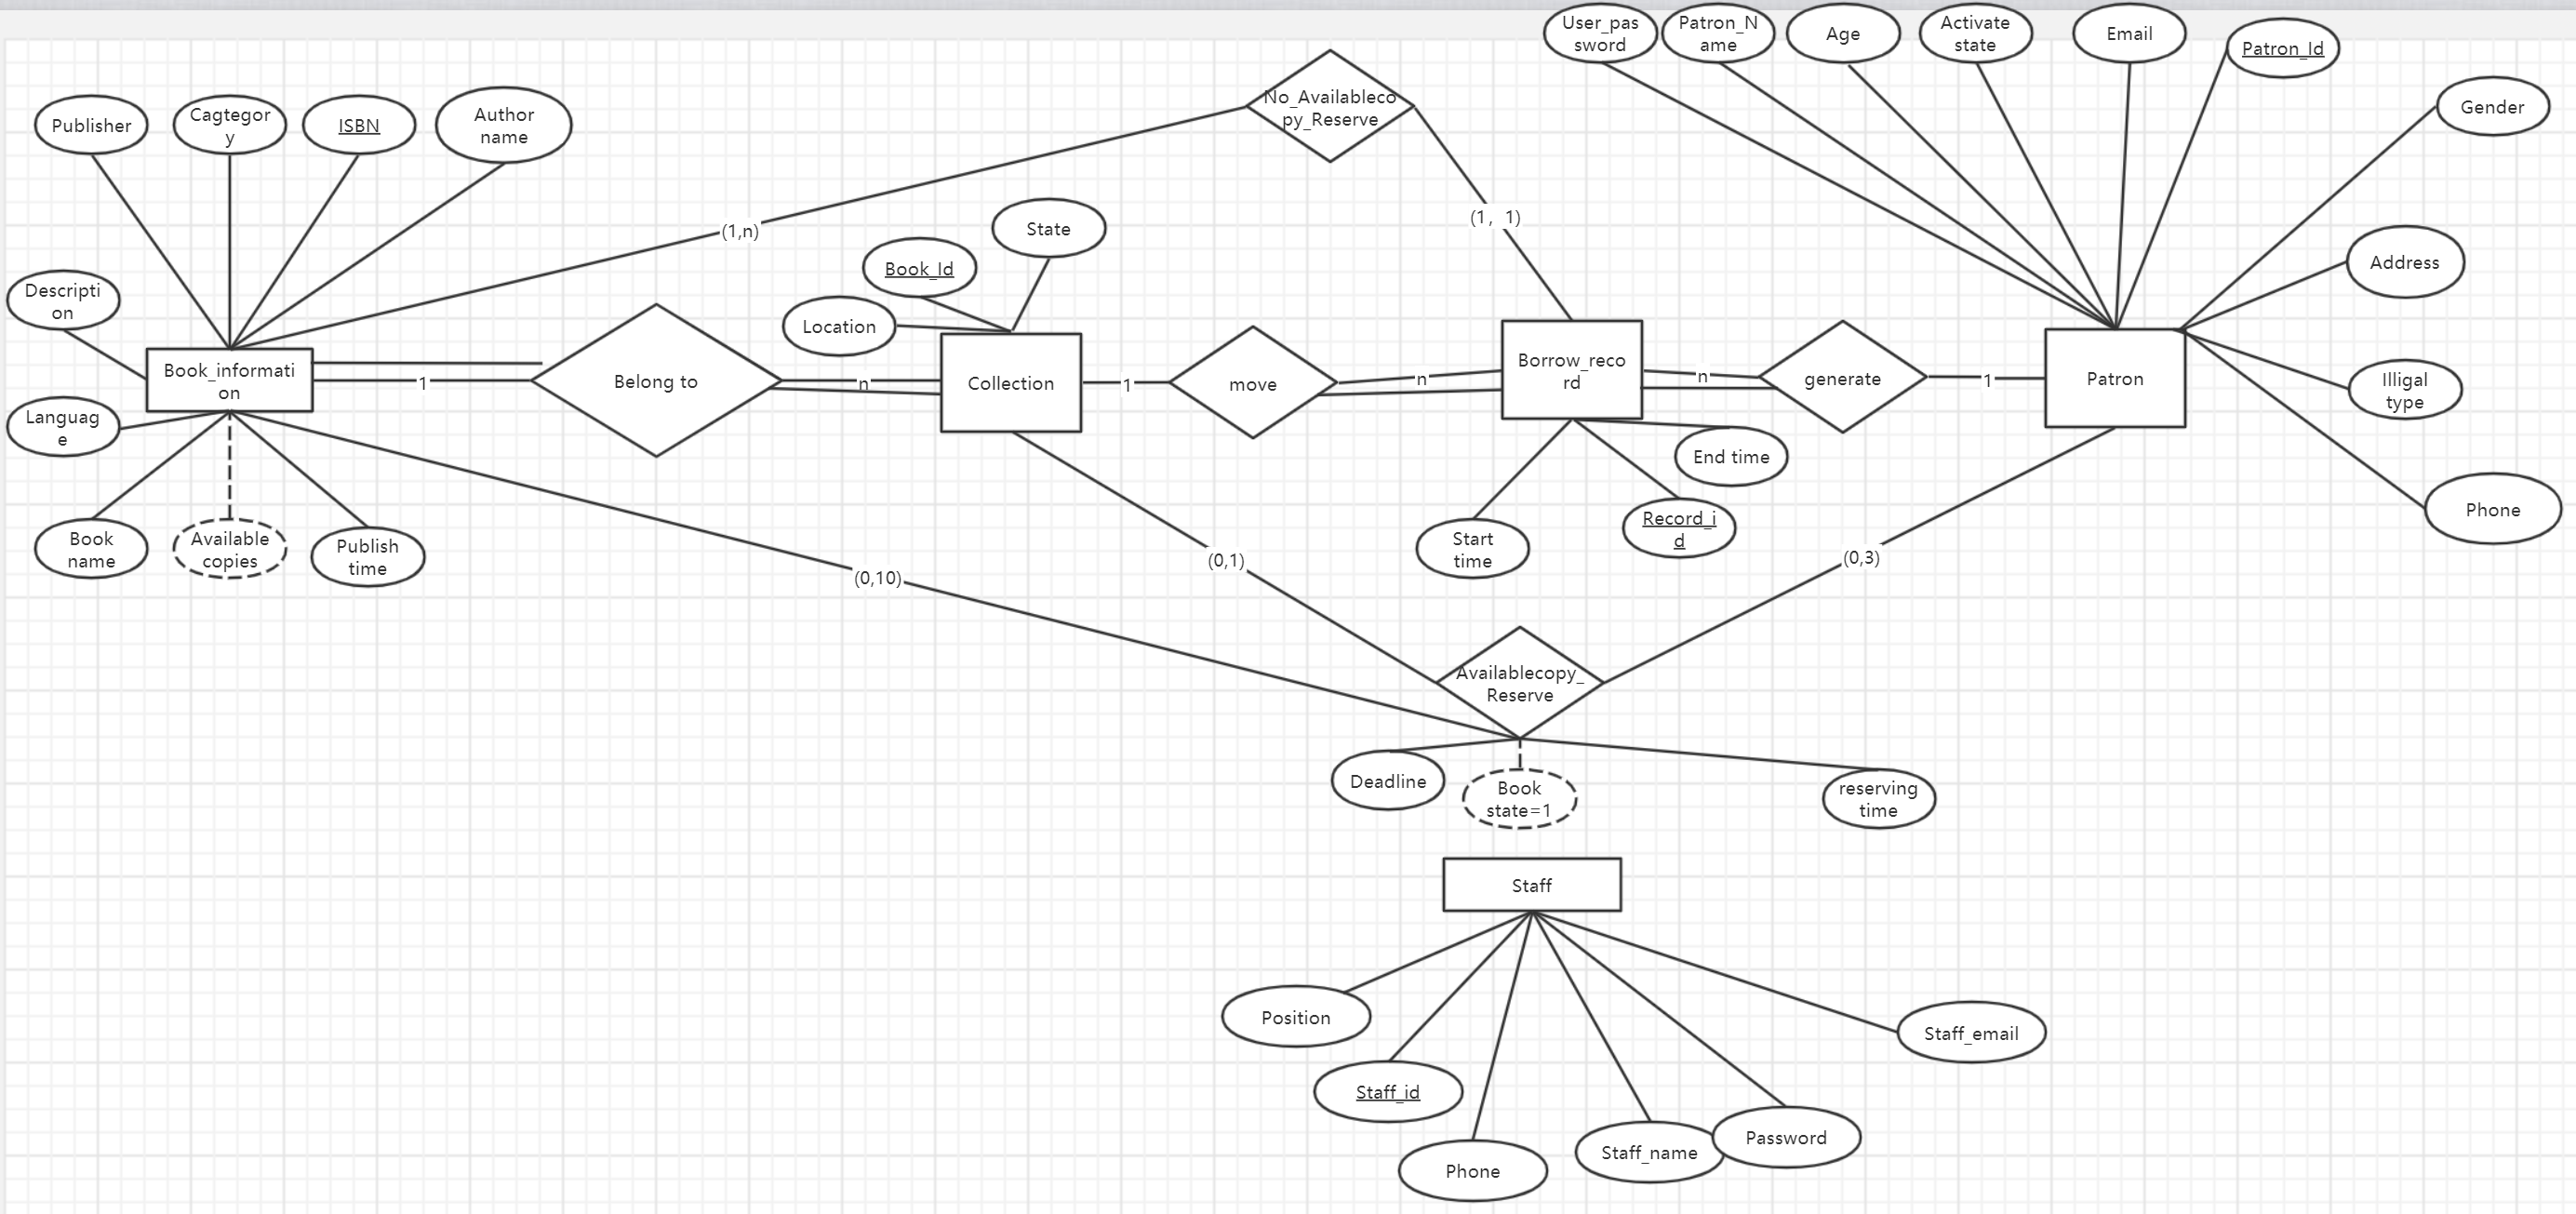 User_pas
sword
Patron_N
ame
Age
Activate
state
Email
Patron_Id
Gender
No_Availableco
py_Reserve
Publisher
Cagtegor
y
ISBN
Author
name
(1,n)
(1, 1)
State
Book_Id
Location
Address
Descripti
on
Book_informati
on
1
Belong to
n
Collection
1
move
n
Borrow_reco
rd
n
generate
1
Patron
Illigal
type
Languag
e
End time
Phone
Record_i
d
Start
time
Book
name
Available
copies
Publish
time
(0,10)
(0,1)
(0,3)
Availablecopy_
Reserve
Deadline
Book
state=1
reserving
time
Staff
Position
Staff_email
Staff_id
Password
Staff_name
Phone